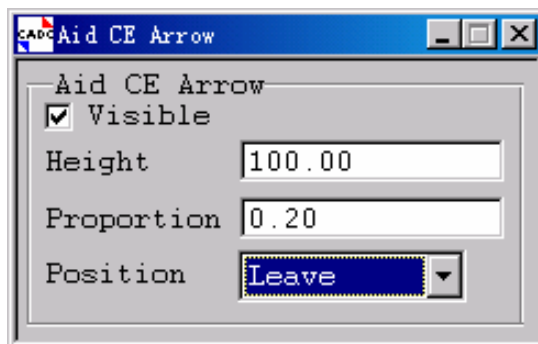 CADC Aid CE Arrow
Aid CE Arrow
Visible
Height 100.00
Proportion 0.20
Position Leave